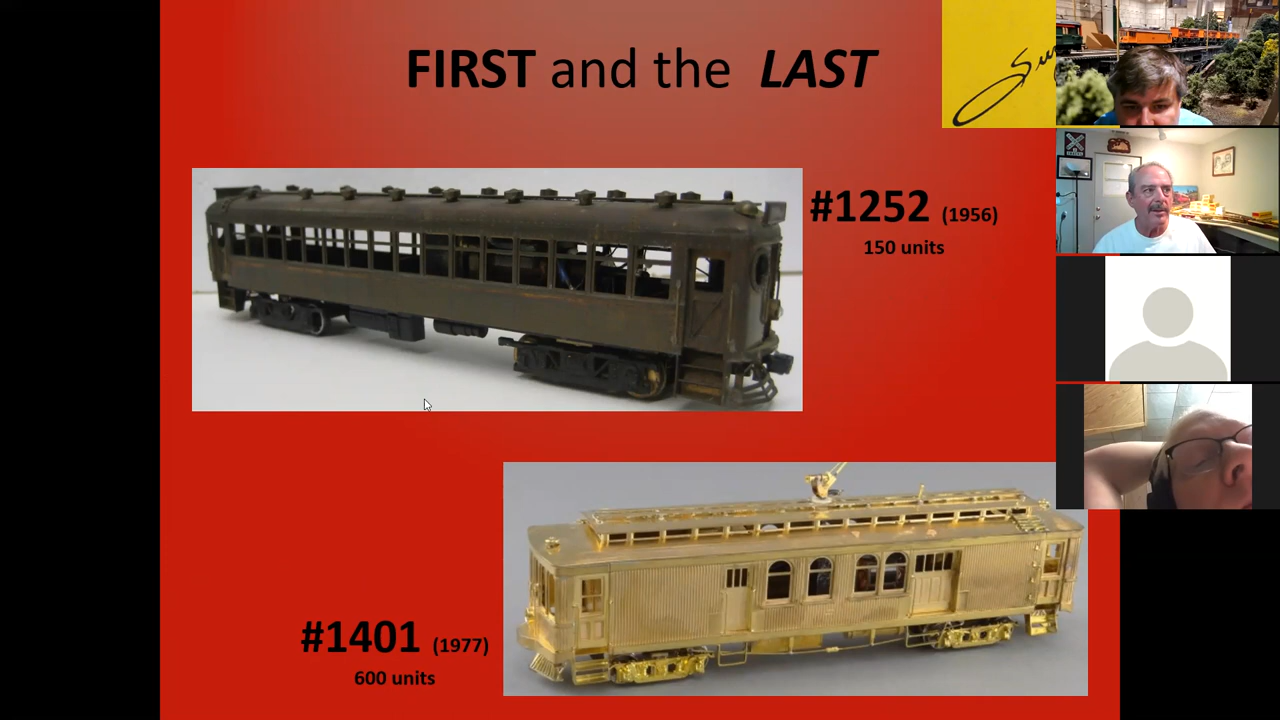 FIRST and the LAST
#1252 (1956)
150 units
#1401 (1977)
600 units